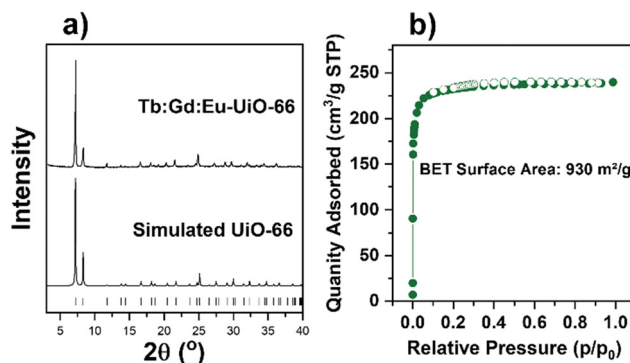 a)
Intensity
Tb:Gd:Eu-UiO-66
Simulated UiO-66
5 10 15 20 25 30 35 40
2θ (°)
b)
Quanity Adsorbed (cm³/g STP)
300
250
200
150
100
50
0
BET Surface Area: 930 m²/g
0.0 0.2 0.4 0.6 0.8 1.0
Relative Pressure (p/p₀)